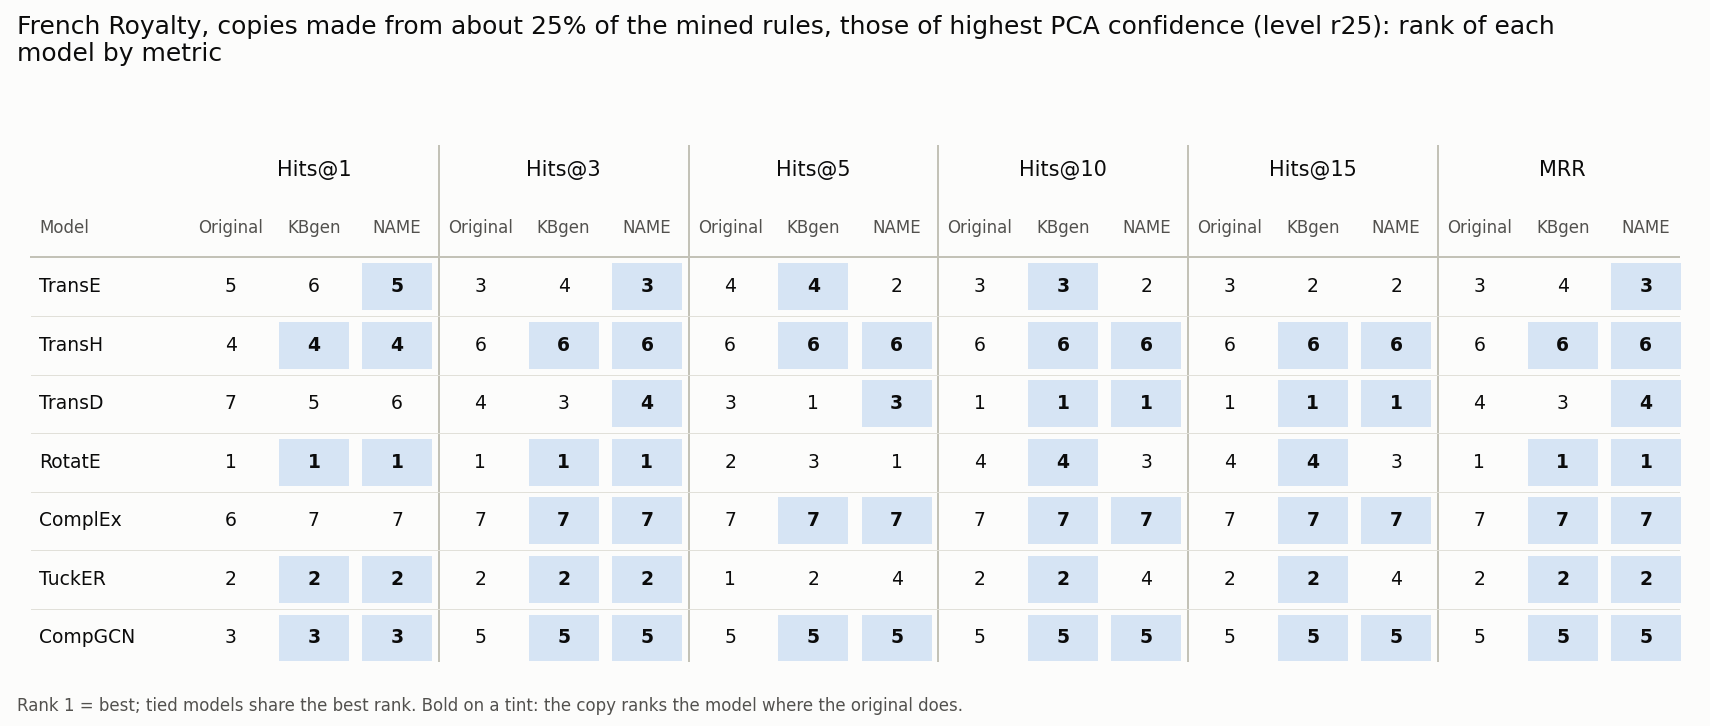 French Royalty, copies made from about 25% of the mined rules, those of highest PCA confidence (level r25): rank of each
model by metric
Hits@1 Hits@3 Hits@5 Hits@10 Hits@15 MRR
Model Original KBgen NAME Original KBgen NAME Original KBgen NAME Original KBgen NAME Original KBgen NAME Original KBgen NAME
TransE 5 6 5 3 4 3 4 4 2 3 3 2 3 2 2 3 4 3
TransH 4 4 4 6 6 6 6 6 6 6 6 6 6 6 6 6 6 6
TransD 7 5 6 4 3 4 3 1 3 1 1 1 1 1 1 4 3 4
RotatE 1 1 1 1 1 1 2 3 1 4 4 3 4 4 3 1 1 1
ComplEx 6 7 7 7 7 7 7 7 7 7 7 7 7 7 7 7 7 7
TuckER 2 2 2 2 2 2 1 2 4 2 2 4 2 2 4 2 2 2
CompGCN 3 3 3 5 5 5 5 5 5 5 5 5 5 5 5 5 5 5
Rank 1 = best; tied models share the best rank. Bold on a tint: the copy ranks the model where the original does.